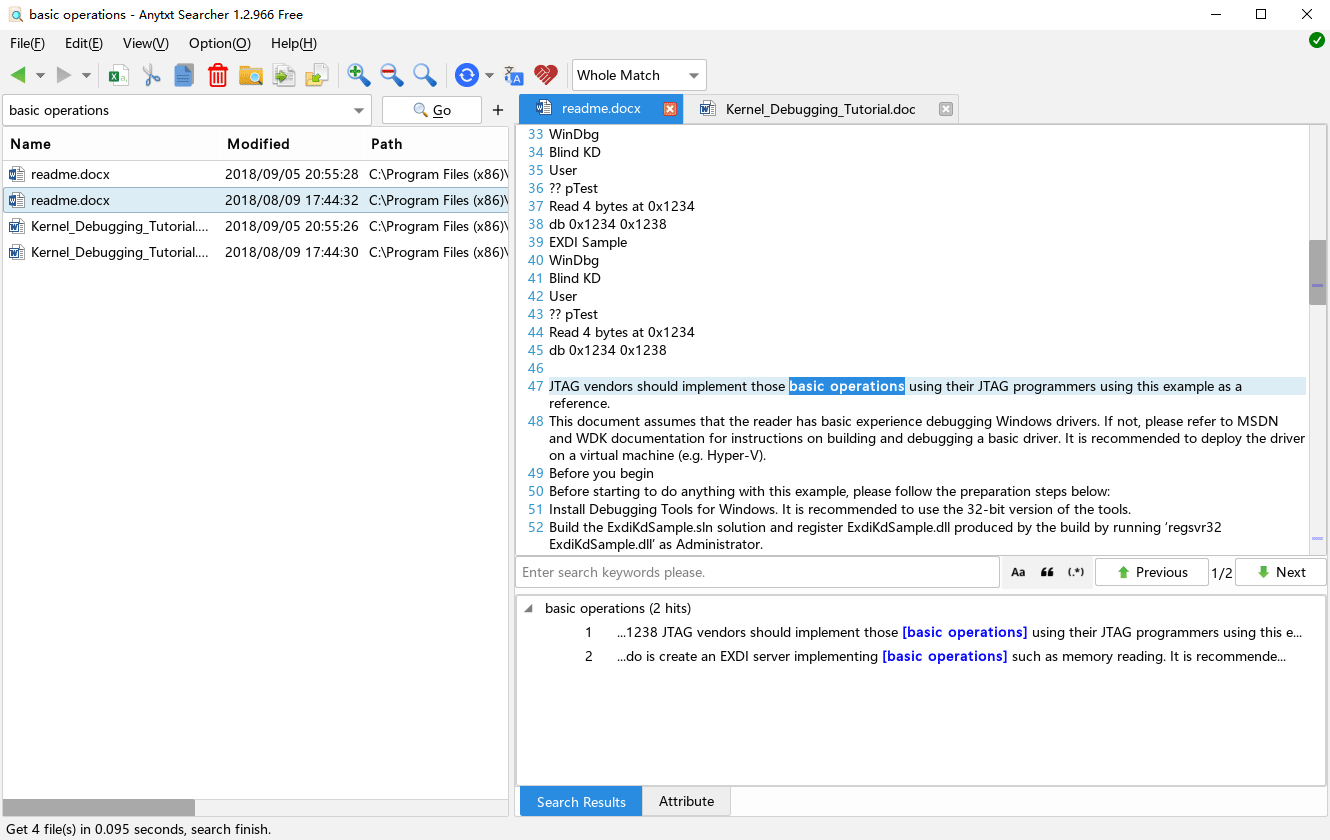 basic operations - Anytxt Searcher 1.2.966 Free
File(F) Edit(E) View(V) Option(O) Help(H)
Whole Match
basic operations
Go
+
readme.docx
Kernel_Debugging_Tutorial.doc
Name Modified Path
readme.docx 2018/09/05 20:55:28 C:\Program Files (x86)\
readme.docx 2018/08/09 17:44:32 C:\Program Files (x86)\
Kernel_Debugging_Tutorial.... 2018/09/05 20:55:26 C:\Program Files (x86)\
Kernel_Debugging_Tutorial.... 2018/08/09 17:44:30 C:\Program Files (x86)\
33 WinDbg
34 Blind KD
35 User
36 ?? pTest
37 Read 4 bytes at 0x1234
38 db 0x1234 0x1238
39 EXDI Sample
40 WinDbg
41 Blind KD
42 User
43 ?? pTest
44 Read 4 bytes at 0x1234
45 db 0x1234 0x1238
46
47 JTAG vendors should implement those basic operations using their JTAG programmers using this example as a
reference.
48 This document assumes that the reader has basic experience debugging Windows drivers. If not, please refer to MSDN
and WDK documentation for instructions on building and debugging a basic driver. It is recommended to deploy the driver
on a virtual machine (e.g. Hyper-V).
49 Before you begin
50 Before starting to do anything with this example, please follow the preparation steps below:
51 Install Debugging Tools for Windows. It is recommended to use the 32-bit version of the tools.
52 Build the ExdiKdSample.sln solution and register ExdiKdSample.dll produced by the build by running ‘regsvr32
ExdiKdSample.dll’ as Administrator.
Enter search keywords please.
Aa (.*) Previous 1/2 Next
basic operations (2 hits)
1 ...1238 JTAG vendors should implement those [basic operations] using their JTAG programmers using this e...
2 ...do is create an EXDI server implementing [basic operations] such as memory reading. It is recommende...
Search Results Attribute
Get 4 file(s) in 0.095 seconds, search finish.